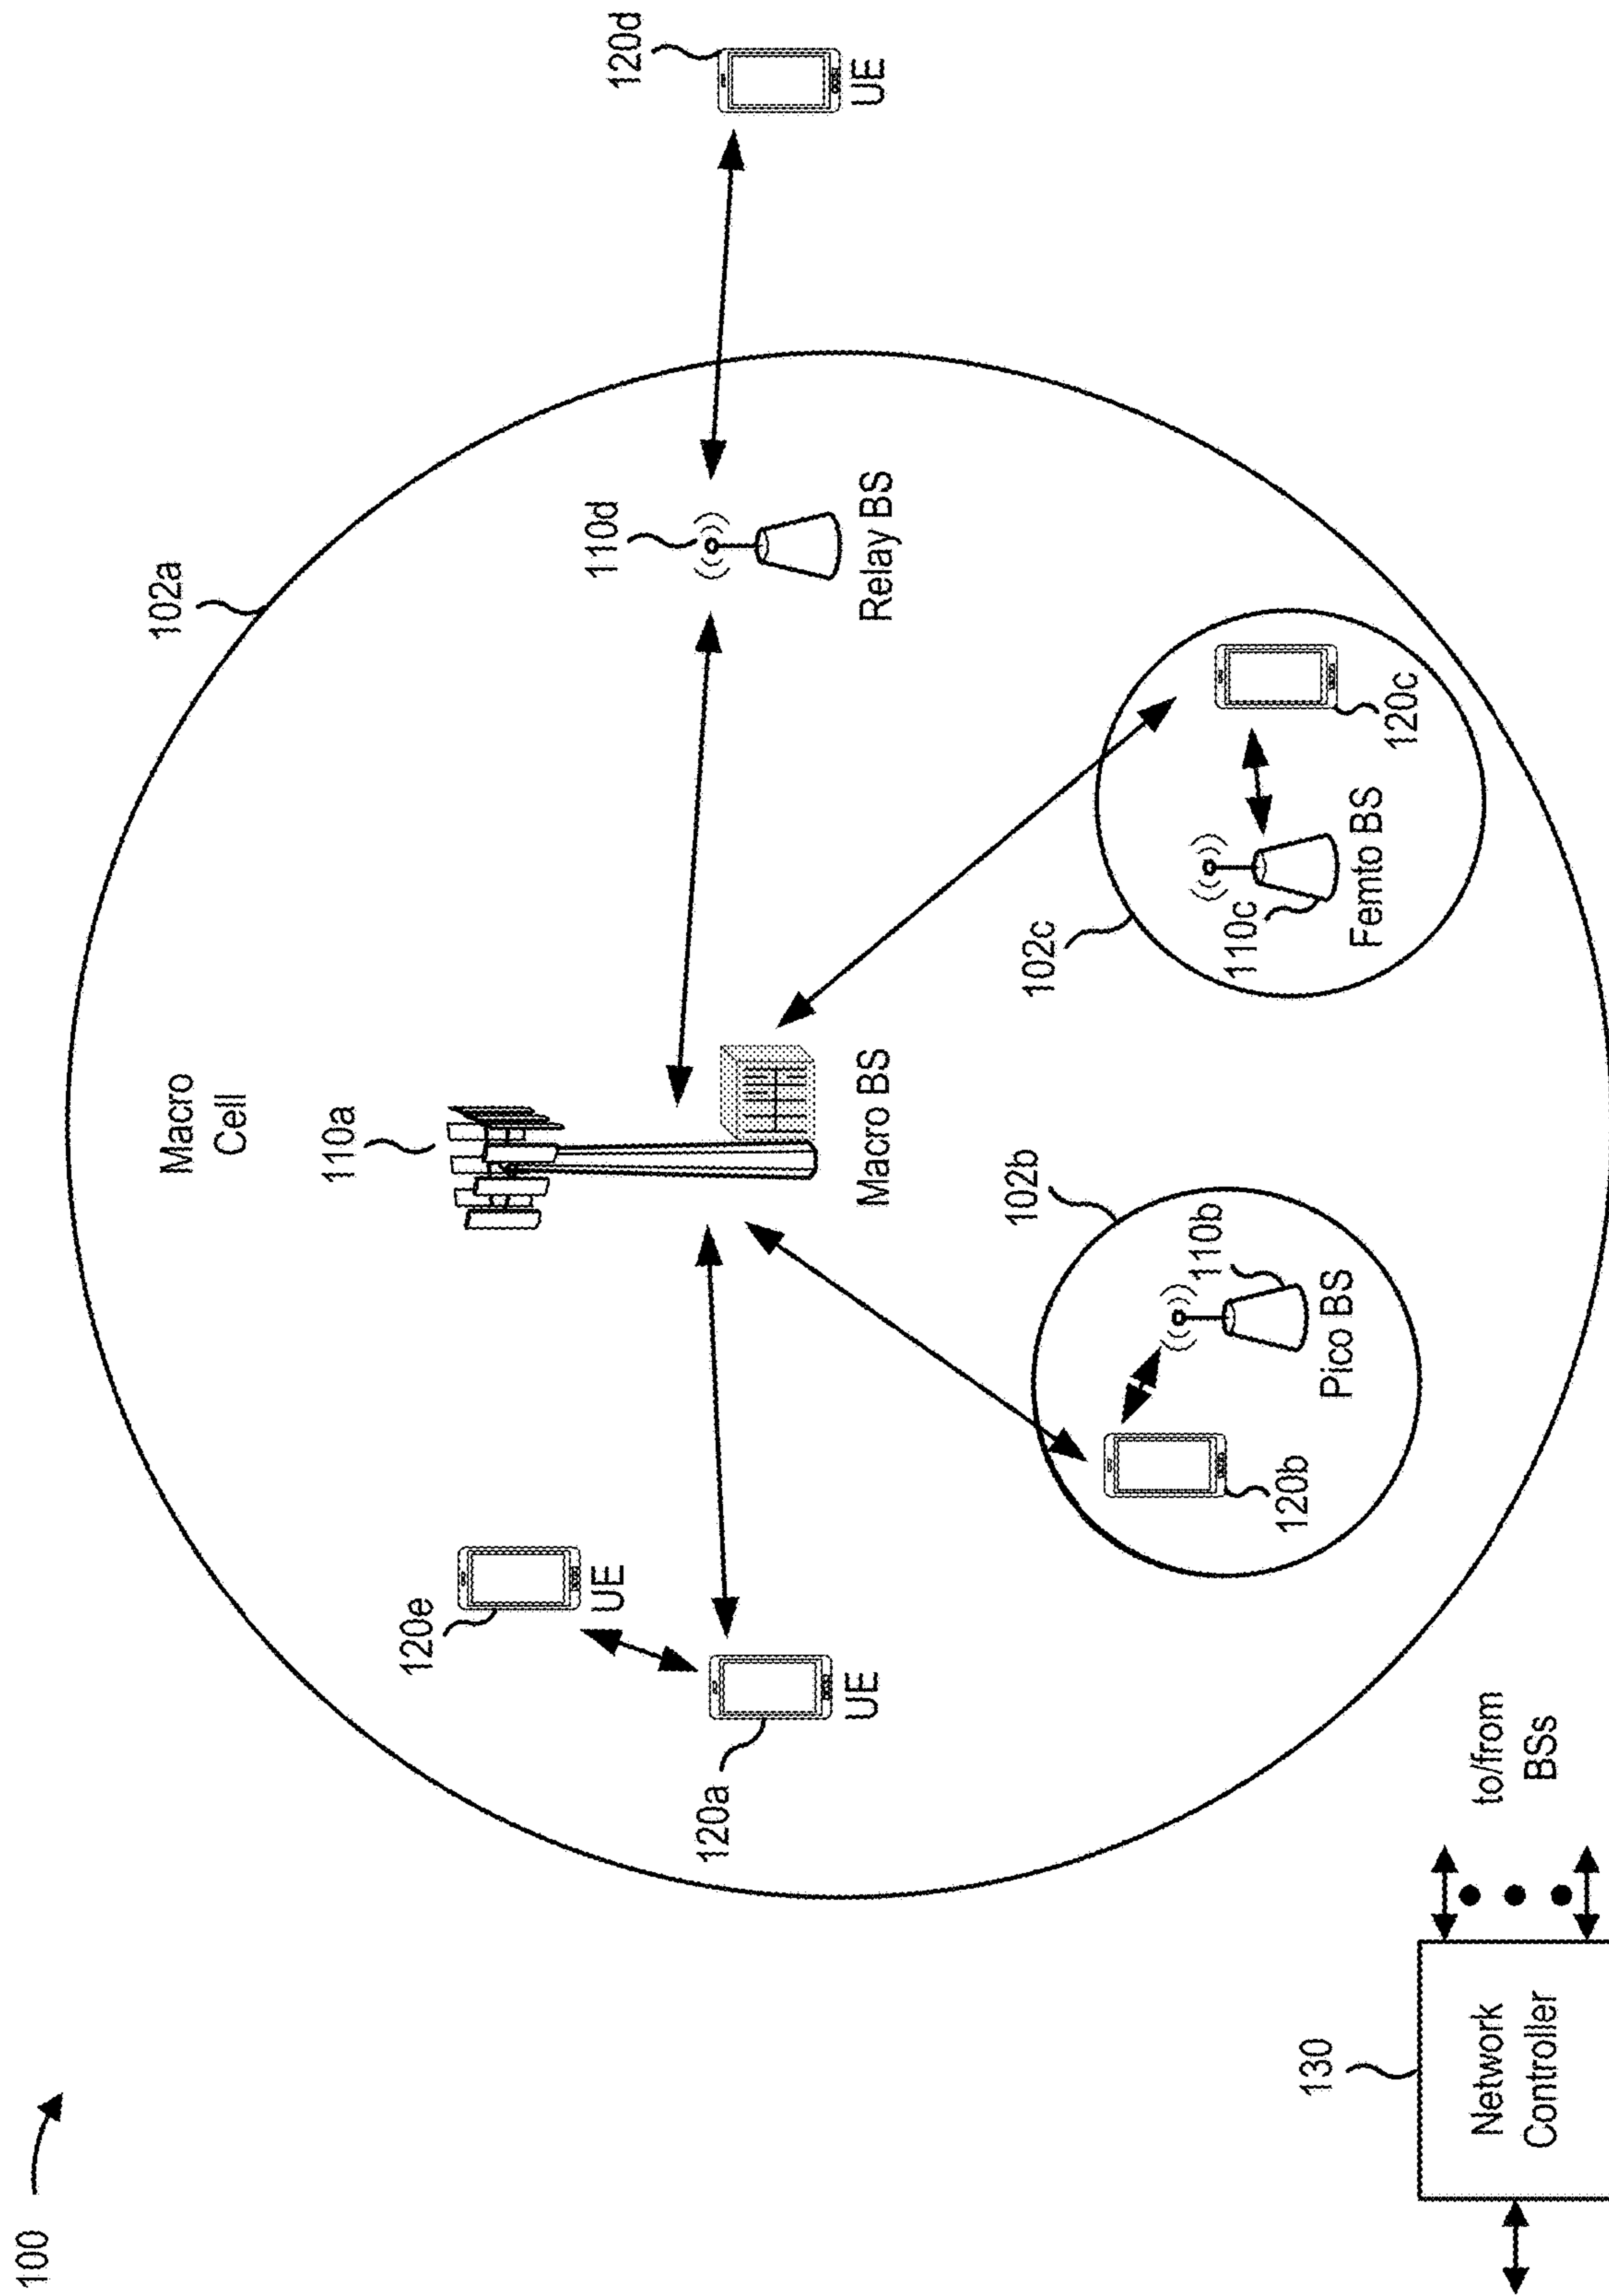 100
102a
Macro
Cell
110a
120e
UE
120a
UE
Macro BS
110d
Relay BS
120d
UE
102b
110b
Pico BS
120b
102c
110c
Femto BS
120c
130
Network
Controller
to/from
BSs